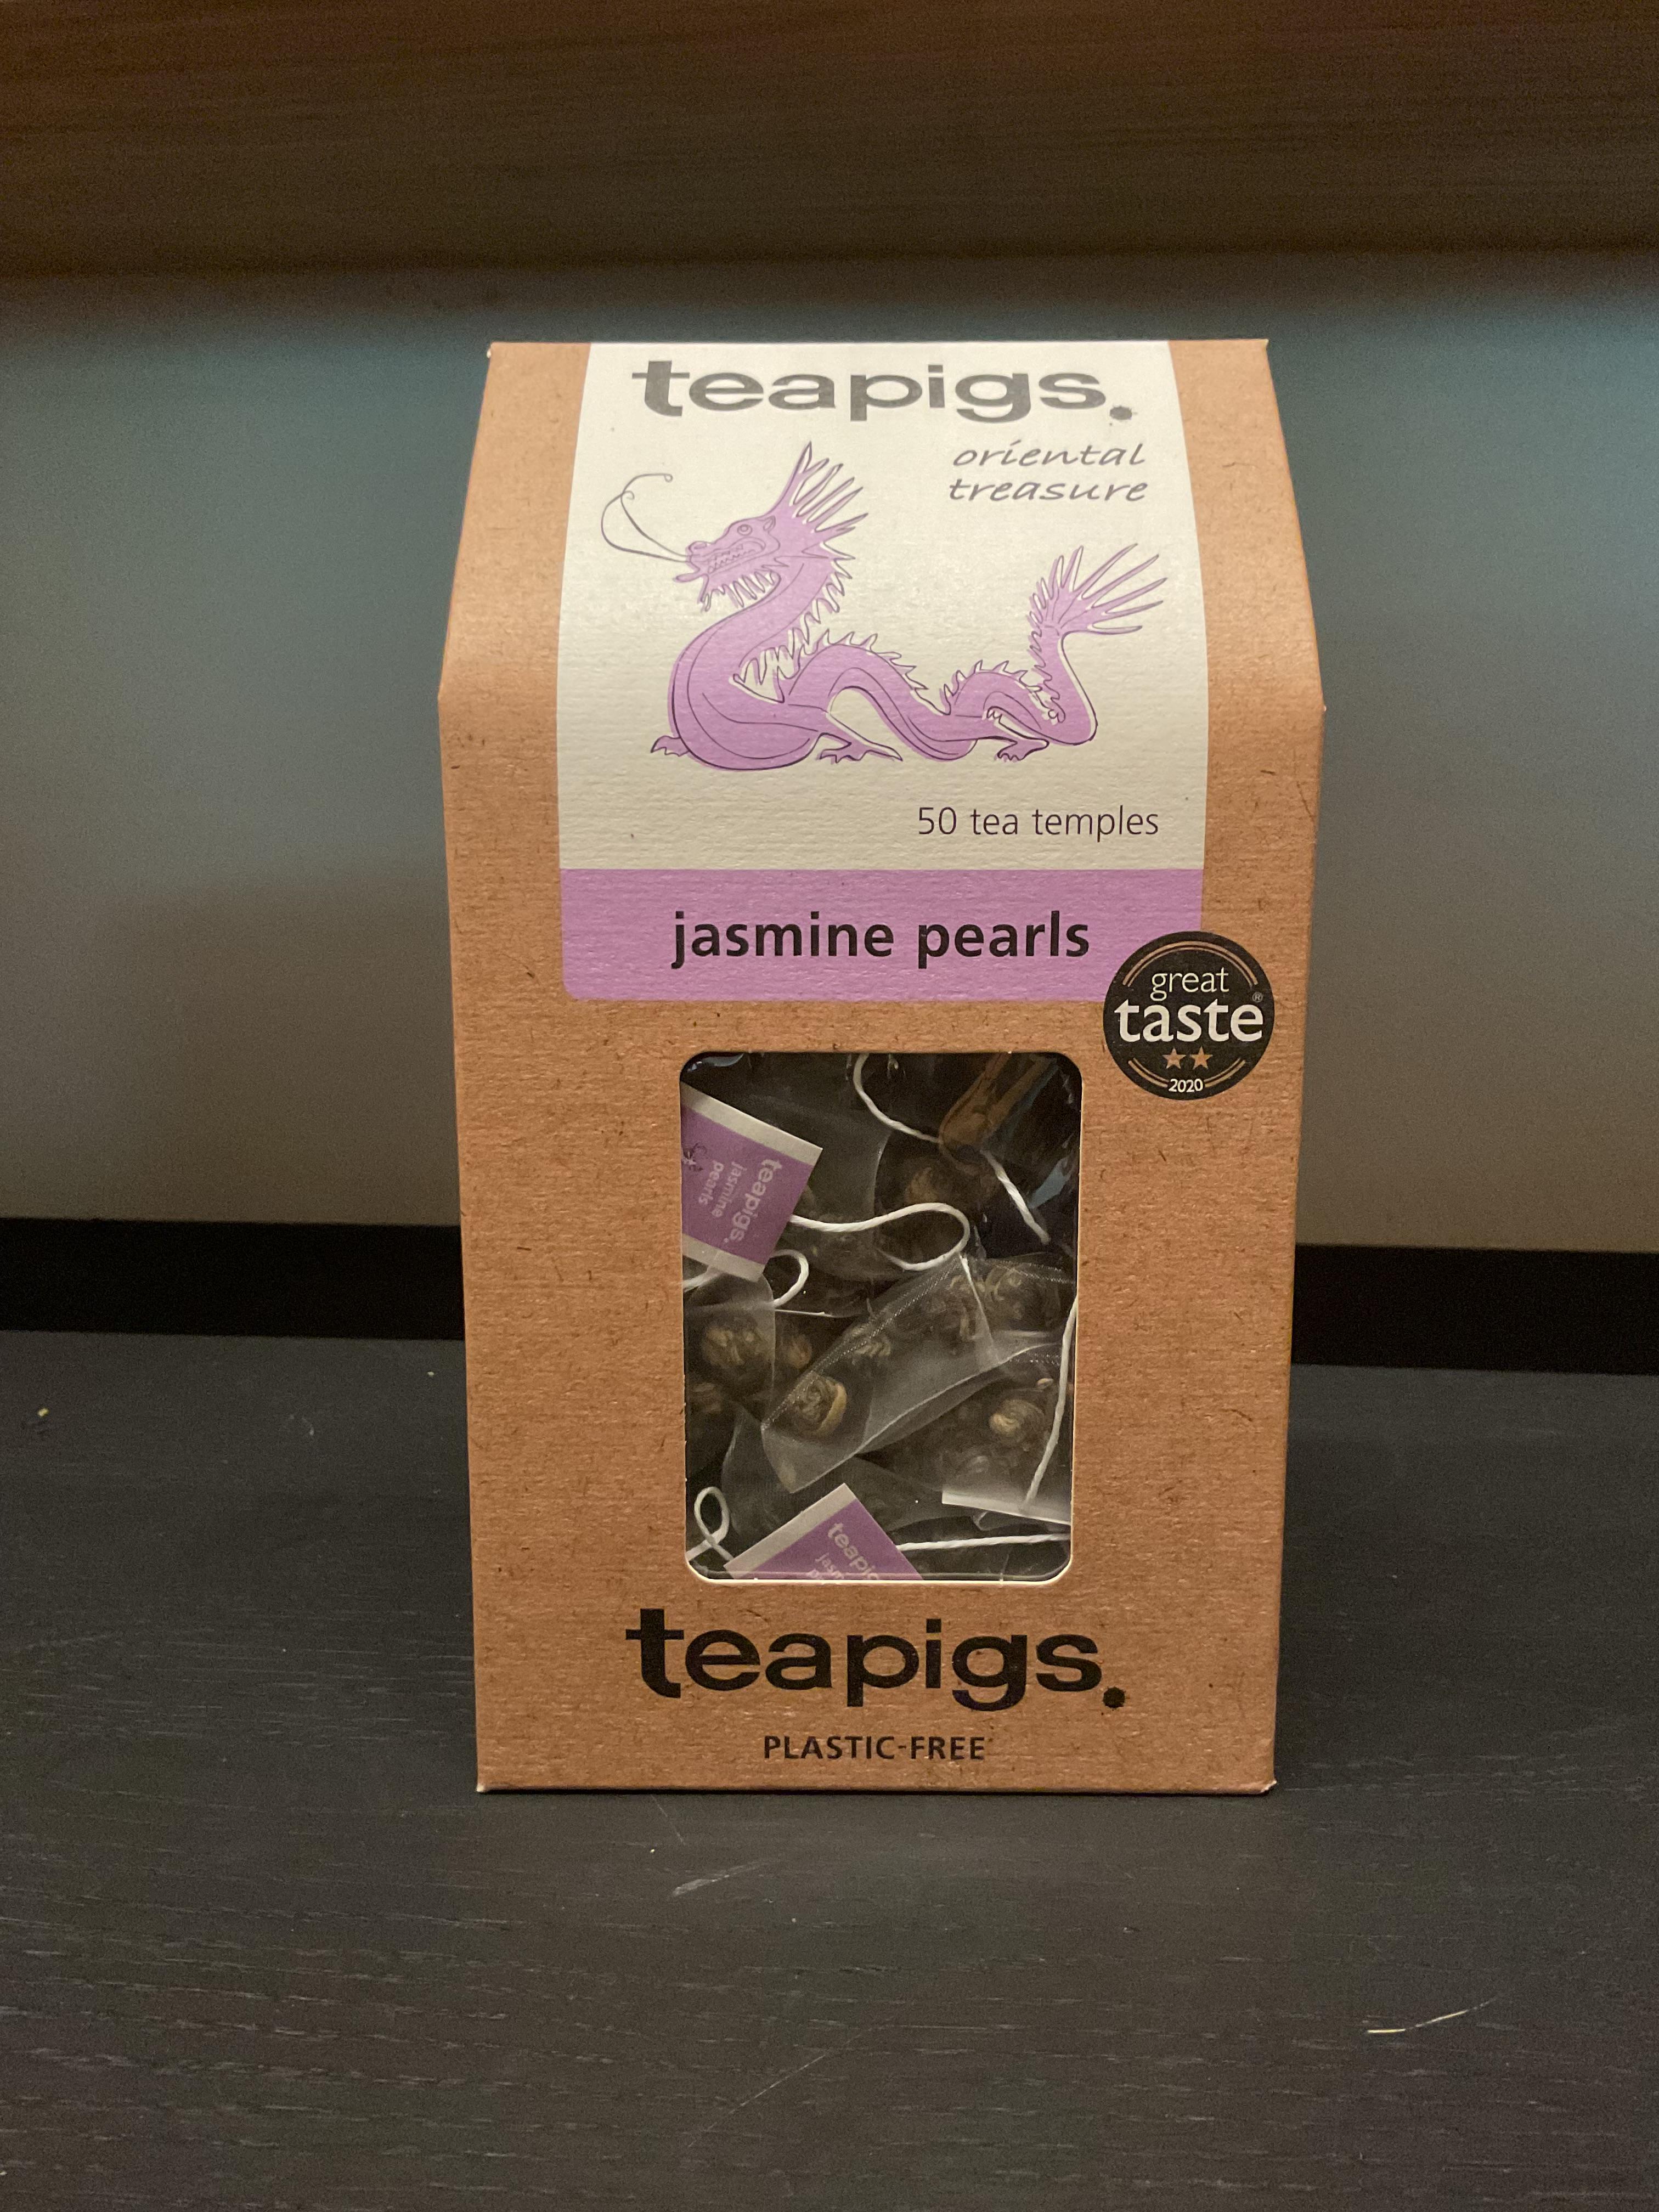 teapigs.
oriental
treasure
50 tea temples
jasmine pearls
great
taste®
2020
teapigs.
jasmine
pearls
teapigs.
PLASTIC-FREE